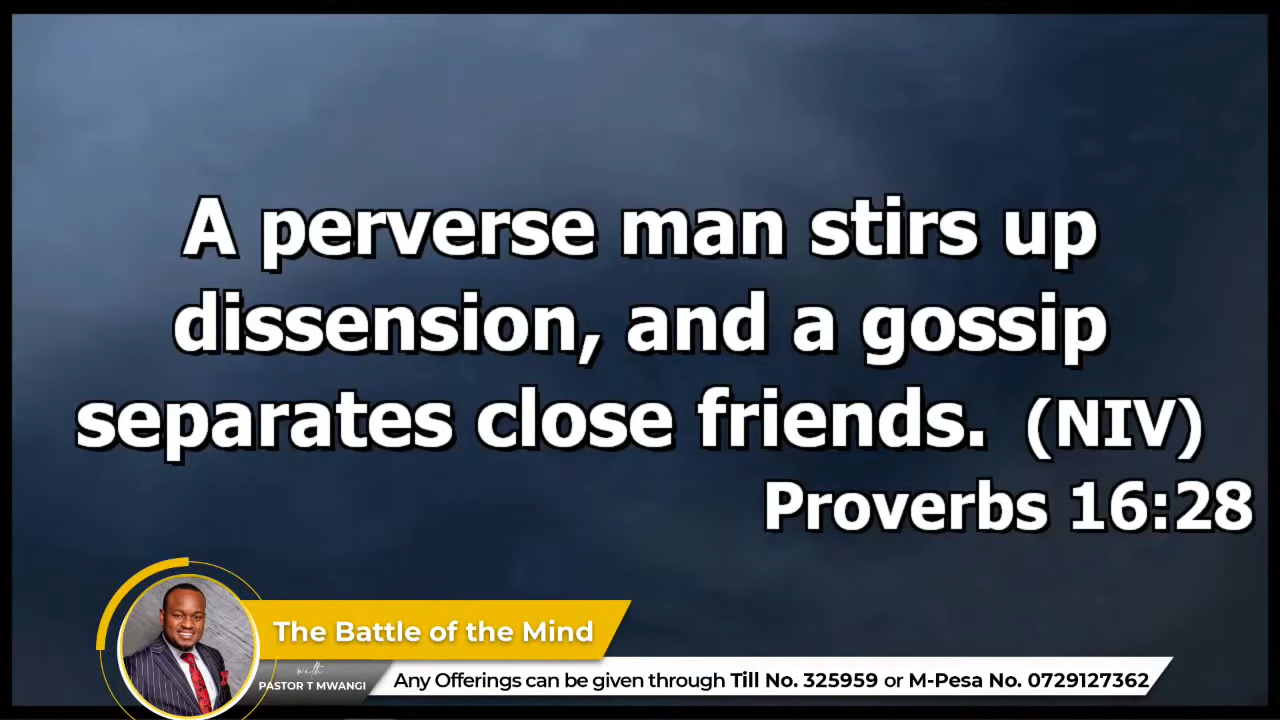 A perverse man stirs up
dissension, and a gossip
separates close friends. (NIV)
Proverbs 16:28
The Battle of the Mind
with
PASTOR T MWANGI
Any Offerings can be given through Till No. 325959 or M-Pesa No. 0729127362